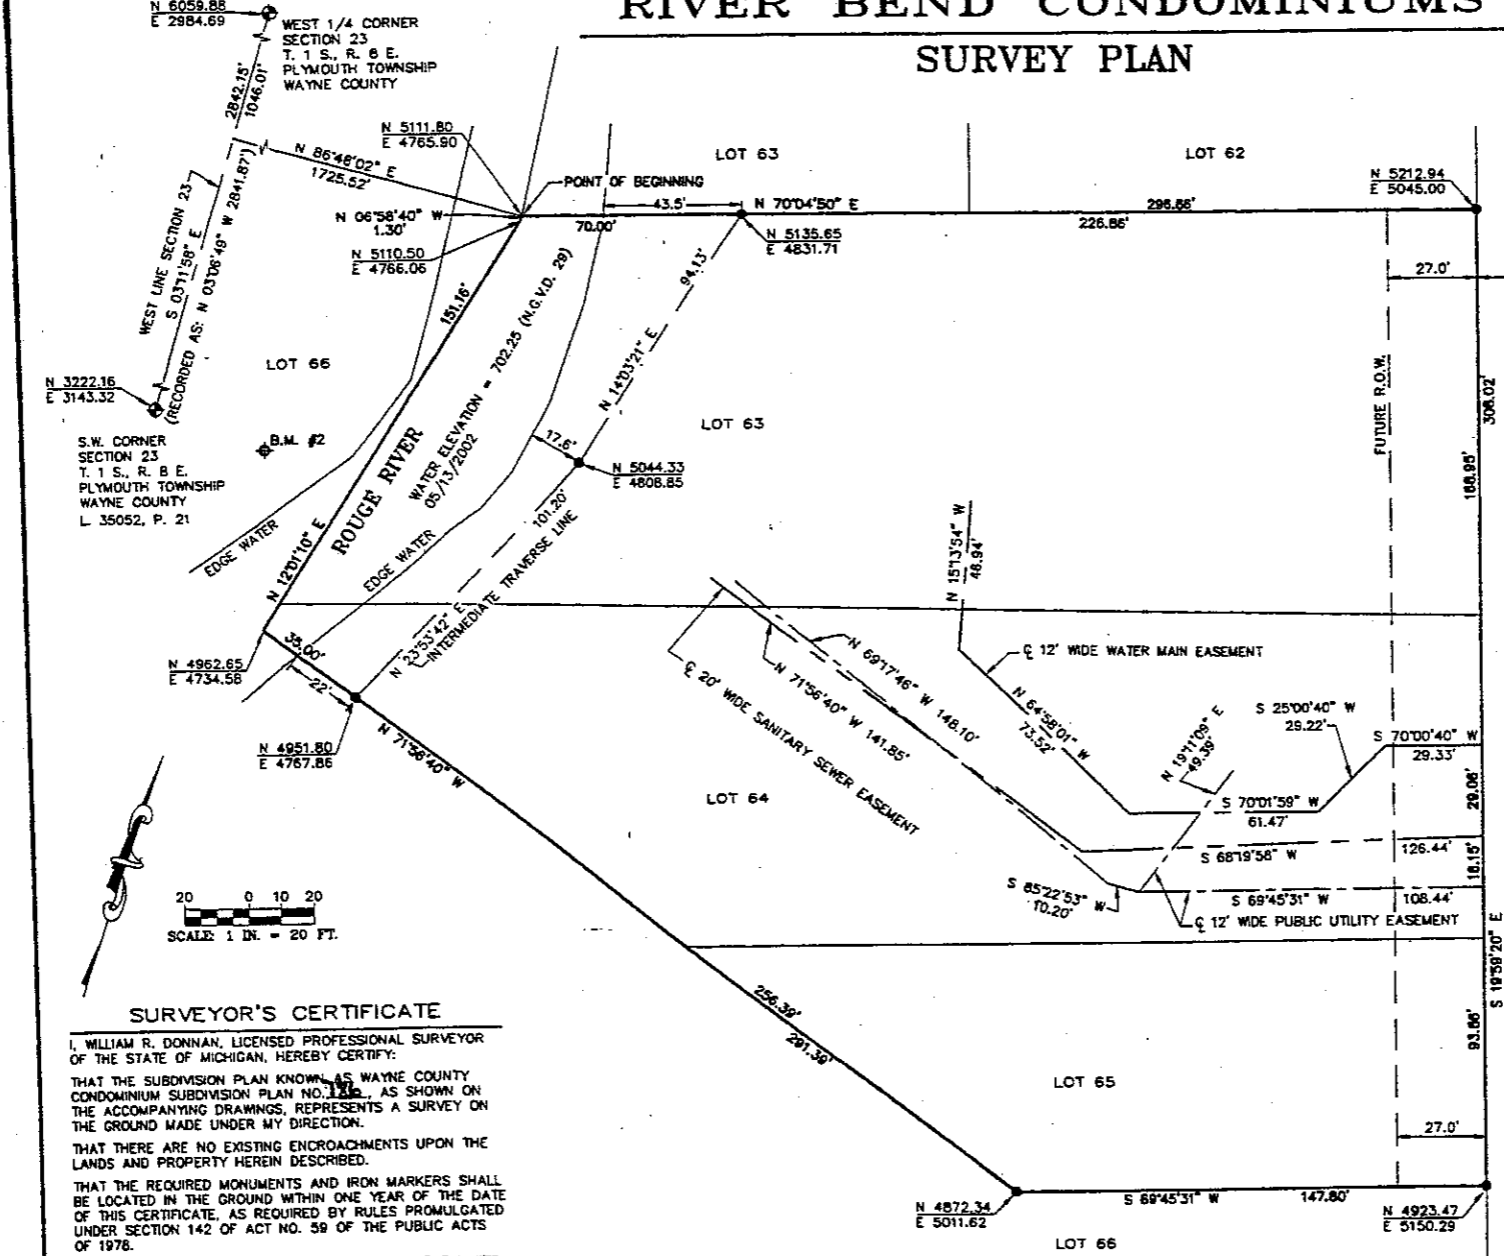 RIVER BEND CONDOMINIUMS
SURVEY PLAN
N 6059.88
E 2984.69
WEST 1/4 CORNER
SECTION 23
T. 1 S., R. 8 E.
PLYMOUTH TOWNSHIP
WAYNE COUNTY
2842.15'
1046.01'
N 86°48'02" E
1725.52'
N 5111.80
E 4765.90
POINT OF BEGINNING
N 06°58'40" W
1.30'
N 5110.50
E 4766.06
LOT 63
LOT 62
43.5'
70.00'
N 70°04'50" E
N 5135.65
E 4831.71
296.86'
226.86'
N 5212.94
E 5045.00
27.0'
WEST LINE SECTION 23
S 03°11'58" E
(RECORDED AS: N 03°06'49" W 2841.87')
N 3222.16
E 3143.32
S.W. CORNER
SECTION 23
T. 1 S., R. 8 E.
PLYMOUTH TOWNSHIP
WAYNE COUNTY
L 35052, P. 21
LOT 66
B.M. #2
151.16'
N 12°01'10" E
ROUGE RIVER
WATER ELEVATION = 702.25 (N.G.V.D. 29)
05/13/2002
EDGE WATER
EDGE WATER
94.13'
N 14°03'21" E
17.6'
N 5044.33
E 4808.85
101.20'
N 23°53'42" E
INTERMEDIATE TRAVERSE LINE
LOT 63
FUTURE R.O.W.
308.02'
168.95'
N 4962.65
E 4734.58
35.00'
22'
N 4951.80
E 4767.86
N 71°56'40" W
N 15°13'54" W
48.94'
℄ 12' WIDE WATER MAIN EASEMENT
N 69°17'46" W 148.10'
N 71°56'40" W 141.85'
℄ 20' WIDE SANITARY SEWER EASEMENT
N 64°58'01" W
73.52'
N 19°11'09" E
49.39'
S 25°00'40" W
29.22'
S 70°00'40" W
29.33'
S 70°01'59" W
61.47'
29.06'
S 68°19'58" W
126.44'
16.15'
S 85°22'53" W
10.20'
S 69°45'31" W
108.44'
℄ 12' WIDE PUBLIC UTILITY EASEMENT
LOT 64
S 19°59'20" E
93.86'
20 0 10 20
SCALE: 1 IN. = 20 FT.
256.39'
291.39'
LOT 65
27.0'
N 4872.34
E 5011.62
S 69°45'31" W
147.80'
N 4923.47
E 5150.29
LOT 66
SURVEYOR'S CERTIFICATE
I, WILLIAM R. DONNAN, LICENSED PROFESSIONAL SURVEYOR
OF THE STATE OF MICHIGAN, HEREBY CERTIFY:
THAT THE SUBDIVISION PLAN KNOWN AS WAYNE COUNTY
CONDOMINIUM SUBDIVISION PLAN NO. , AS SHOWN ON
THE ACCOMPANYING DRAWINGS, REPRESENTS A SURVEY ON
THE GROUND MADE UNDER MY DIRECTION.
THAT THERE ARE NO EXISTING ENCROACHMENTS UPON THE
LANDS AND PROPERTY HEREIN DESCRIBED.
THAT THE REQUIRED MONUMENTS AND IRON MARKERS SHALL
BE LOCATED IN THE GROUND WITHIN ONE YEAR OF THE DATE
OF THIS CERTIFICATE, AS REQUIRED BY RULES PROMULGATED
UNDER SECTION 142 OF ACT NO. 59 OF THE PUBLIC ACTS
OF 1978.